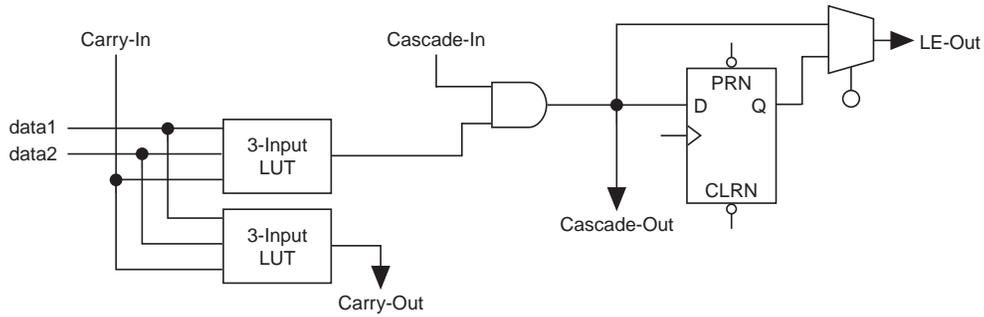 Carry-In
Cascade-In
LE-Out
PRN
D
Q
data1
data2
3-Input
LUT
CLRN
Cascade-Out
3-Input
LUT
Carry-Out